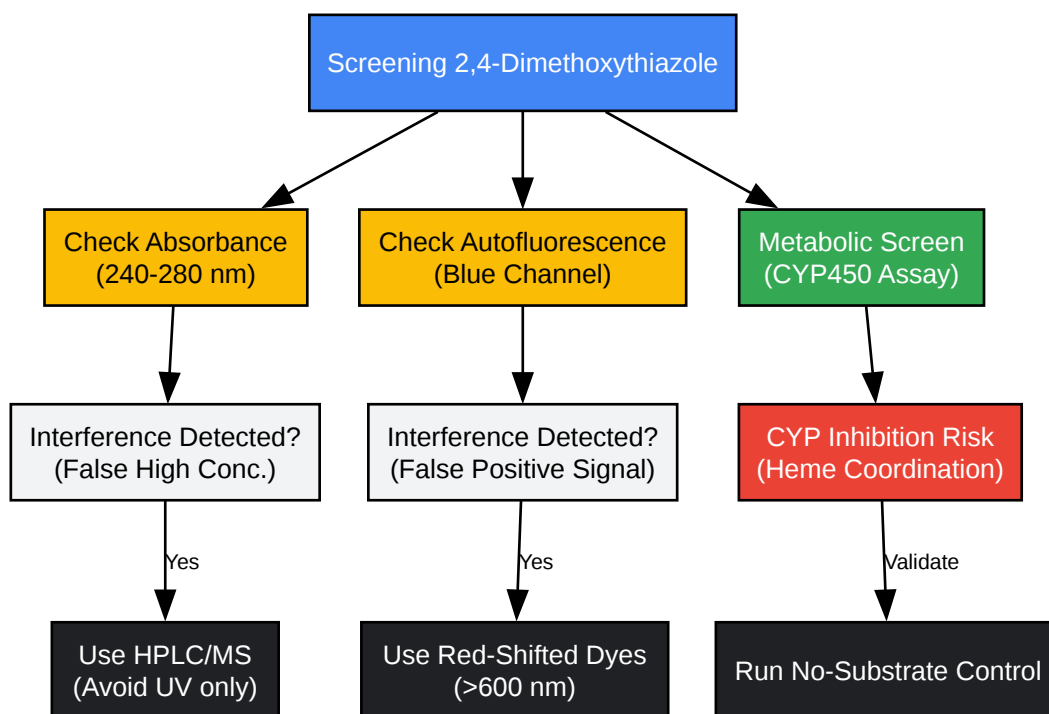 Screening 2,4-Dimethoxythiazole
Check Absorbance
(240-280 nm)
Check Autofluorescence
(Blue Channel)
Metabolic Screen
(CYP450 Assay)
Interference Detected?
(False High Conc.)
Interference Detected?
(False Positive Signal)
CYP Inhibition Risk
(Heme Coordination)
Yes
Yes
Validate
Use HPLC/MS
(Avoid UV only)
Use Red-Shifted Dyes
(>600 nm)
Run No-Substrate Control